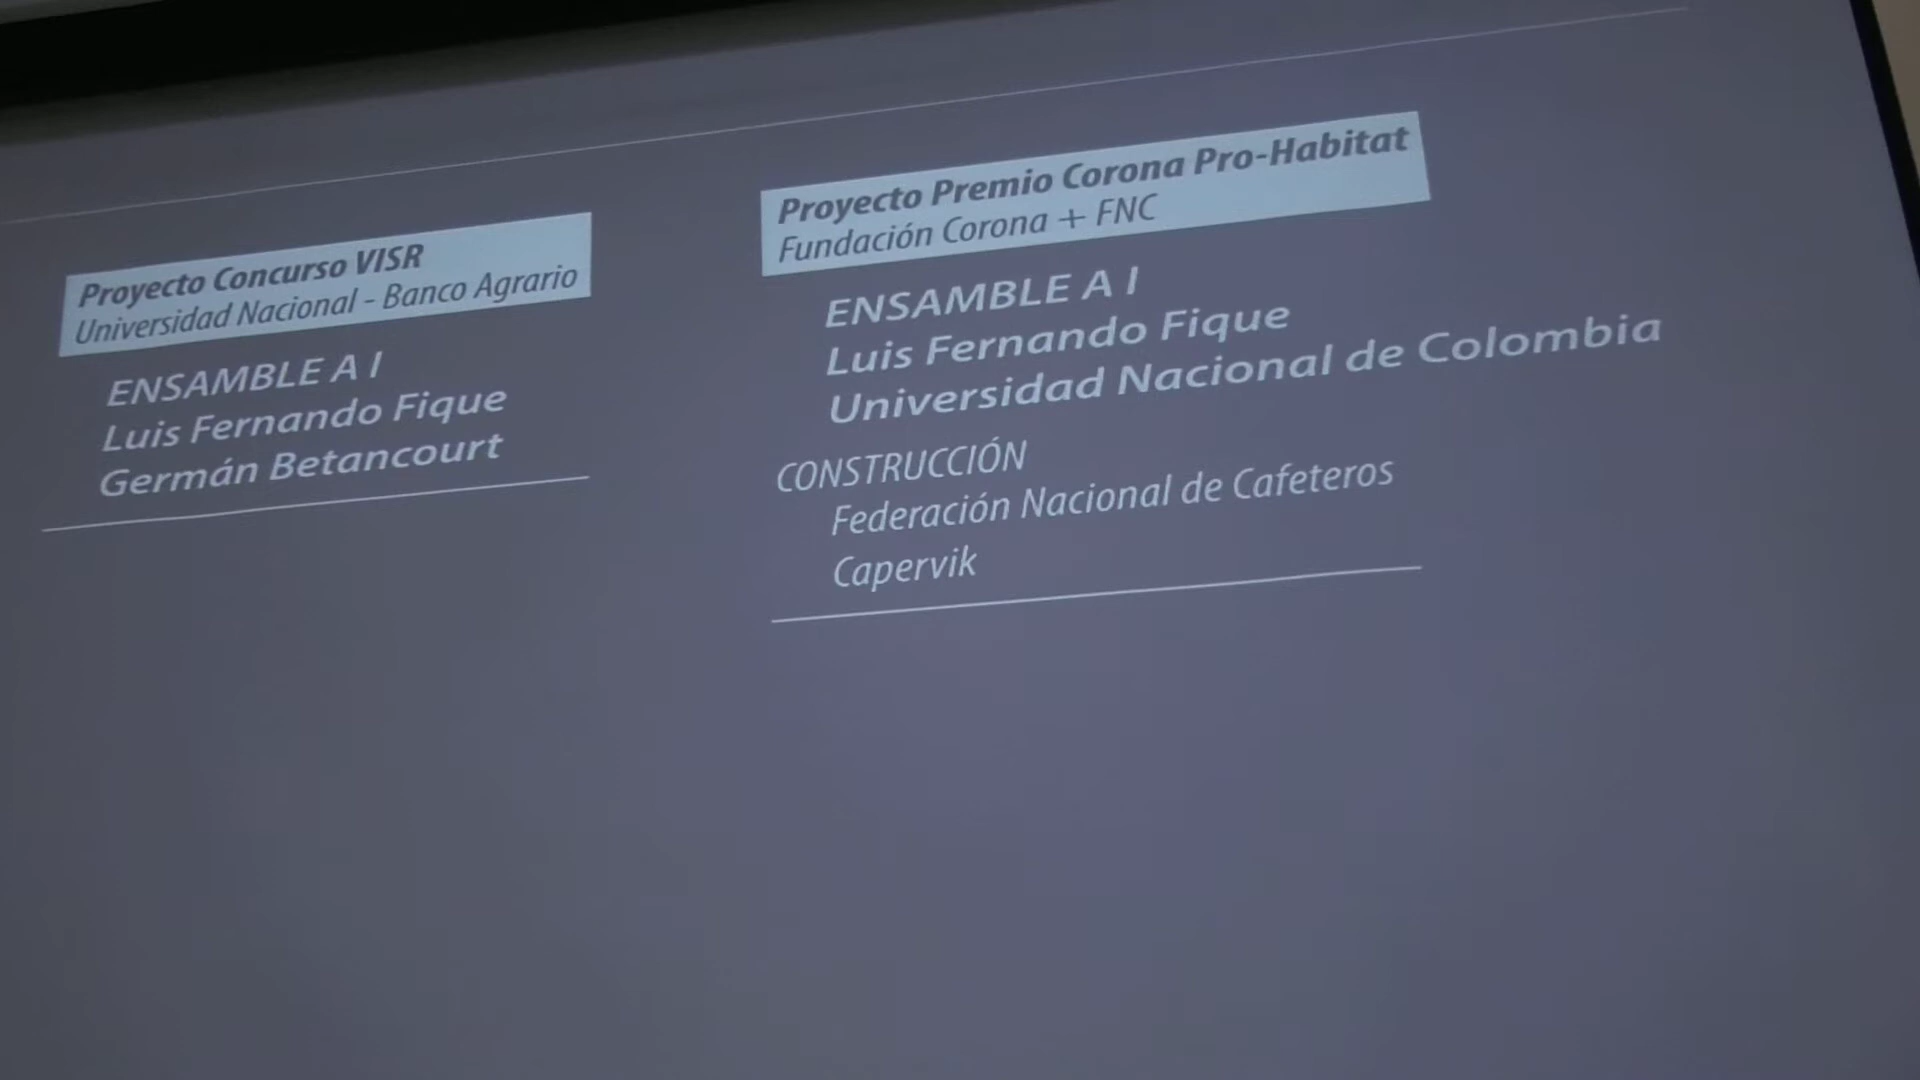 Proyecto Concurso VISR
Universidad Nacional - Banco Agrario
ENSAMBLE A I
Luis Fernando Fique
Germán Betancourt
Proyecto Premio Corona Pro-Habitat
Fundación Corona + FNC
ENSAMBLE A I
Luis Fernando Fique
Universidad Nacional de Colombia
CONSTRUCCIÓN
Federación Nacional de Cafeteros
Capervik